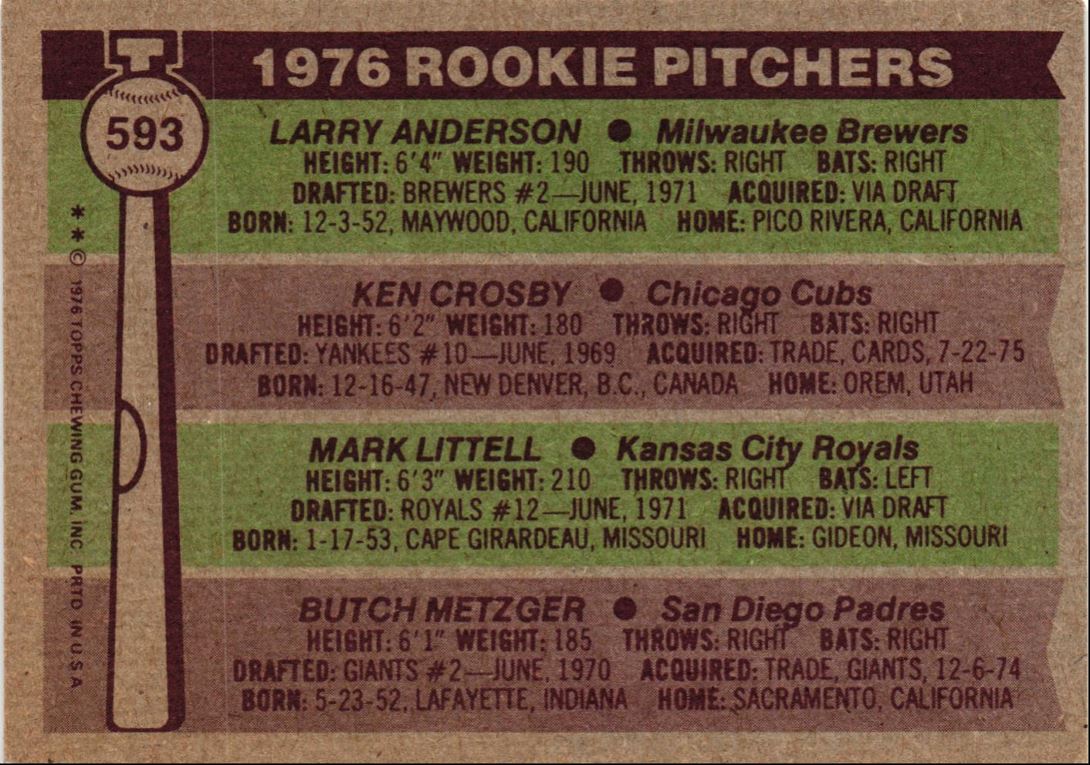 T
1976 ROOKIE PITCHERS
593
LARRY ANDERSON ● Milwaukee Brewers
HEIGHT: 6'4" WEIGHT: 190 THROWS: RIGHT BATS: RIGHT
DRAFTED: BREWERS #2—JUNE, 1971 ACQUIRED: VIA DRAFT
BORN: 12-3-52, MAYWOOD, CALIFORNIA HOME: PICO RIVERA, CALIFORNIA
KEN CROSBY ● Chicago Cubs
HEIGHT: 6'2" WEIGHT: 180 THROWS: RIGHT BATS: RIGHT
DRAFTED: YANKEES #10—JUNE, 1969 ACQUIRED: TRADE, CARDS, 7-22-75
BORN: 12-16-47, NEW DENVER, B.C., CANADA HOME: OREM, UTAH
MARK LITTELL ● Kansas City Royals
HEIGHT: 6'3" WEIGHT: 210 THROWS: RIGHT BATS: LEFT
DRAFTED: ROYALS #12—JUNE, 1971 ACQUIRED: VIA DRAFT
BORN: 1-17-53, CAPE GIRARDEAU, MISSOURI HOME: GIDEON, MISSOURI
BUTCH METZGER ● San Diego Padres
HEIGHT: 6'1" WEIGHT: 185 THROWS: RIGHT BATS: RIGHT
DRAFTED: GIANTS #2—JUNE, 1970 ACQUIRED: TRADE, GIANTS, 12-6-74
BORN: 5-23-52, LAFAYETTE, INDIANA HOME: SACRAMENTO, CALIFORNIA
** © 1976 TOPPS CHEWING GUM, INC. PRTD IN U S A